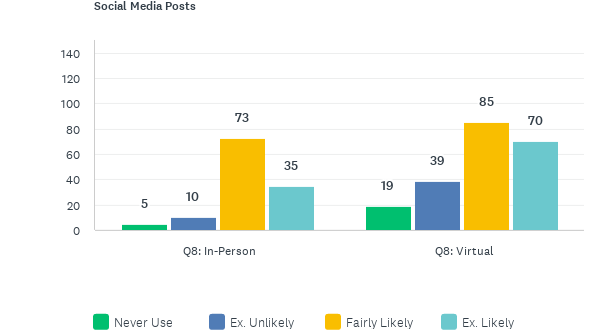 Social Media Posts
140
120
100
80
60
40
20
0
5
10
73
35
19
39
85
70
Q8: In-Person
Q8: Virtual
Never Use
Ex. Unlikely
Fairly Likely
Ex. Likely